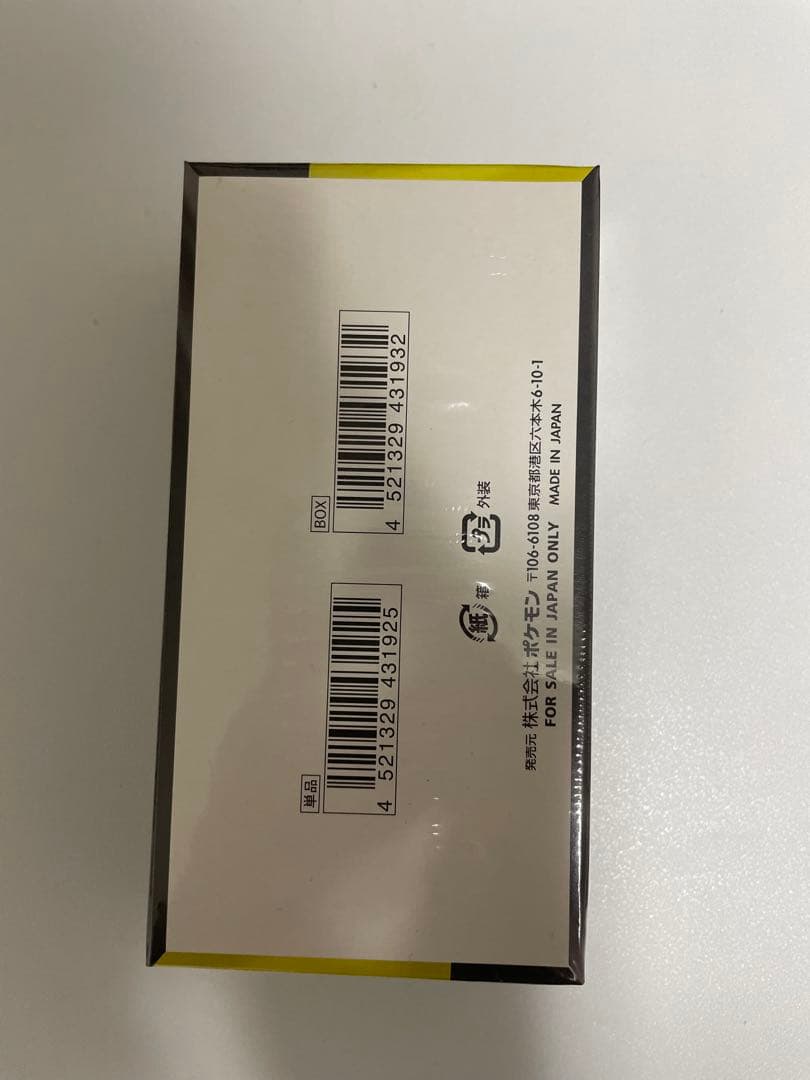 単品
4 521329 431925
BOX
4 521329 431932
紙 箱
プラ 外装
発売元 株式会社 ポケモン 〒106-6108 東京都港区六本木6-10-1
FOR SALE IN JAPAN ONLY MADE IN JAPAN